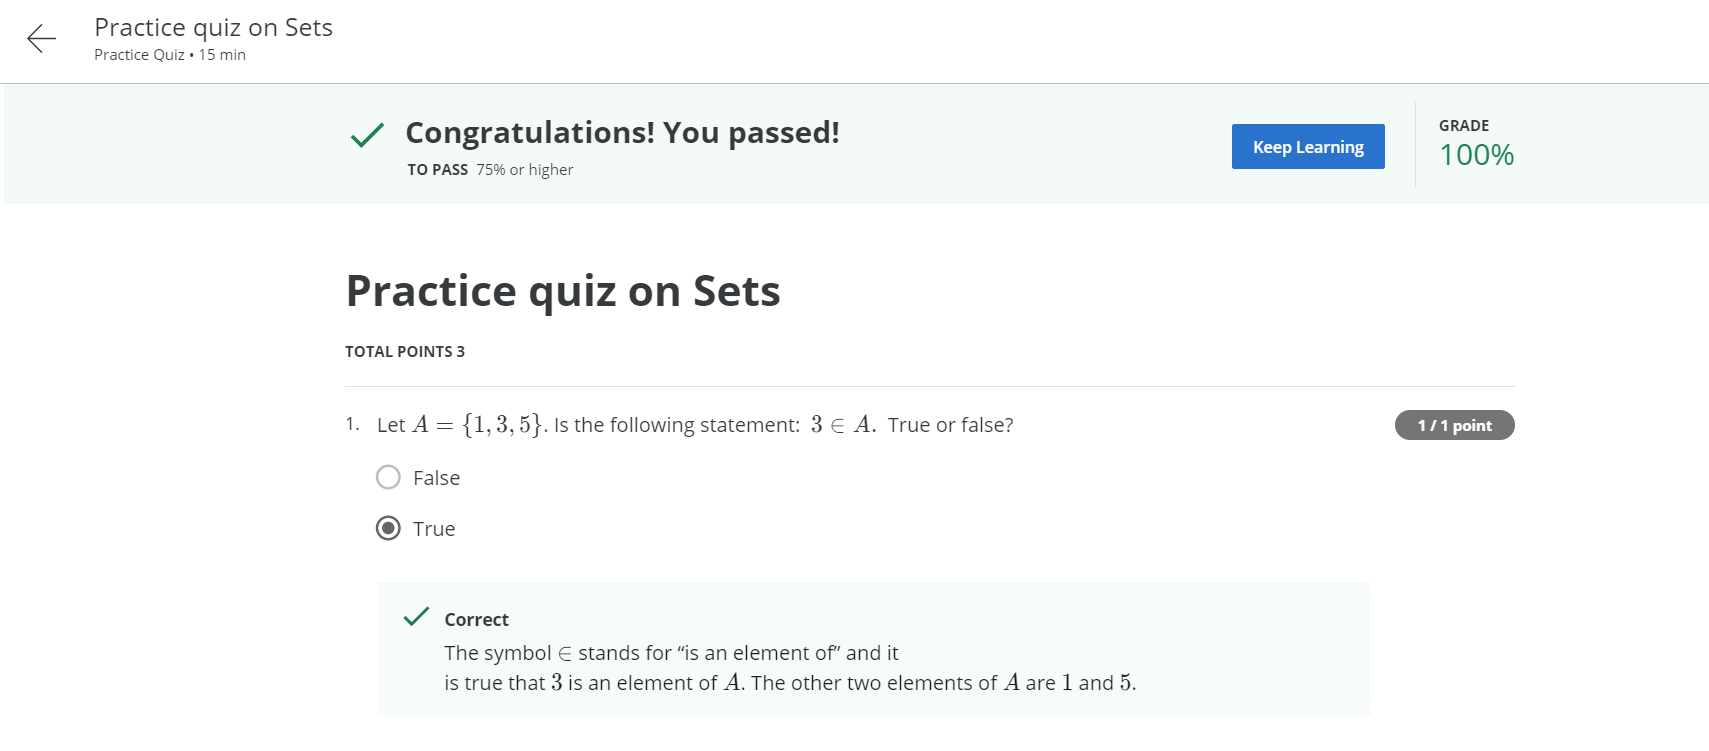 Practice quiz on Sets
Practice Quiz • 15 min
Congratulations! You passed!
TO PASS 75% or higher
Keep Learning
GRADE
100%
Practice quiz on Sets
TOTAL POINTS 3
1. Let A = {1, 3, 5}. Is the following statement: 3 ∈ A. True or false?
1 / 1 point
False
True
Correct
The symbol ∈ stands for “is an element of” and it
is true that 3 is an element of A. The other two elements of A are 1 and 5.